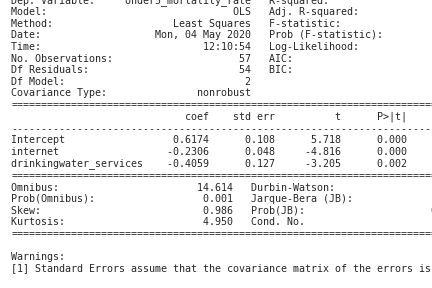 Dep. Variable: Under5_mortality_rate R-squared:
Model: OLS Adj. R-squared:
Method: Least Squares F-statistic:
Date: Mon, 04 May 2020 Prob (F-statistic):
Time: 12:10:54 Log-Likelihood:
No. Observations: 57 AIC:
Df Residuals: 54 BIC:
Df Model: 2
Covariance Type: nonrobust
coef std err t P>|t|
Intercept 0.6174 0.108 5.718 0.000
internet -0.2306 0.048 -4.816 0.000
drinkingwater_services -0.4059 0.127 -3.205 0.002
Omnibus: 14.614 Durbin-Watson:
Prob(Omnibus): 0.001 Jarque-Bera (JB):
Skew: 0.986 Prob(JB):
Kurtosis: 4.950 Cond. No.
Warnings:
[1] Standard Errors assume that the covariance matrix of the errors is